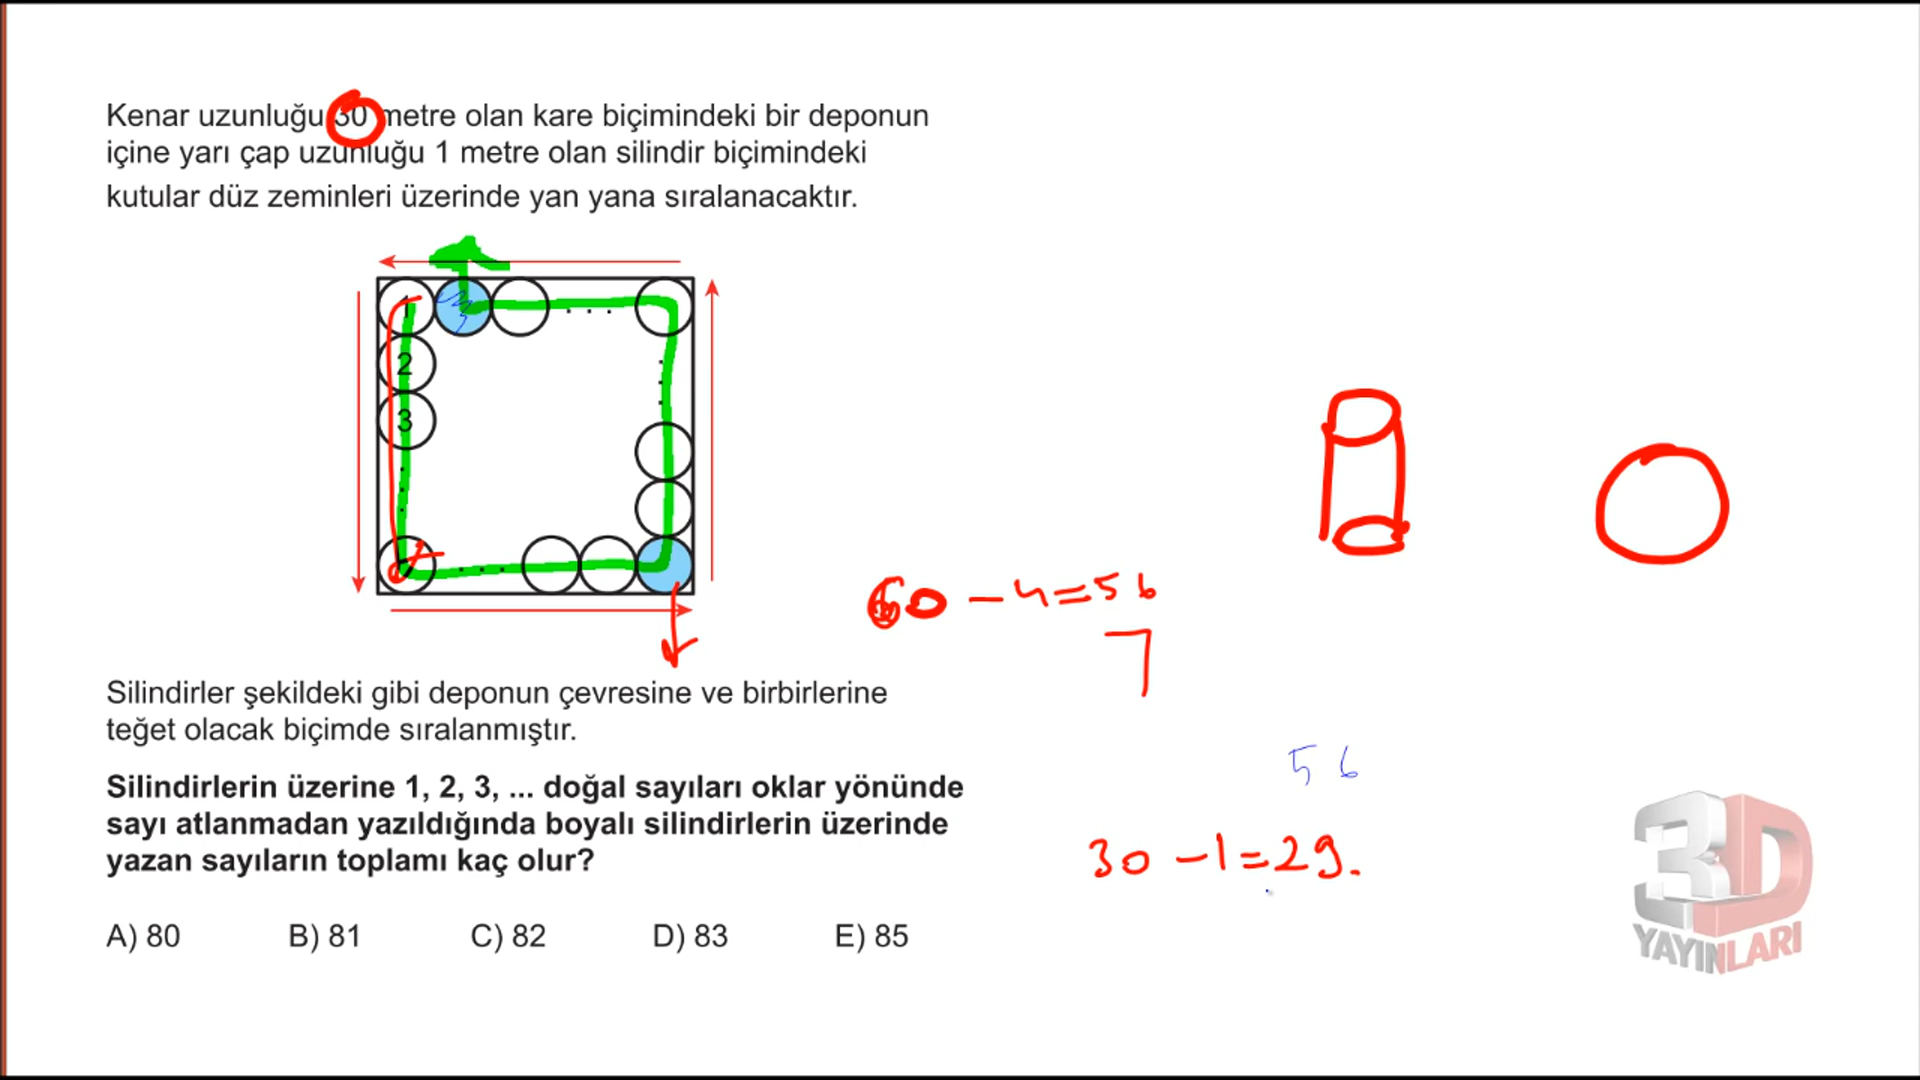 Kenar uzunluğu 30 metre olan kare biçimindeki bir deponun
içine yarı çap uzunluğu 1 metre olan silindir biçimindeki
kutular düz zeminleri üzerinde yan yana sıralanacaktır.
1
...
2
3
...
60 - 4 = 56
7
Silindirler şekildeki gibi deponun çevresine ve birbirlerine
teğet olacak biçimde sıralanmıştır.
56
Silindirlerin üzerine 1, 2, 3, ... doğal sayıları oklar yönünde
sayı atlanmadan yazıldığında boyalı silindirlerin üzerinde
yazan sayıların toplamı kaç olur?
30 - 1 = 29.
A) 80 B) 81 C) 82 D) 83 E) 85
3D
YAYINLARI